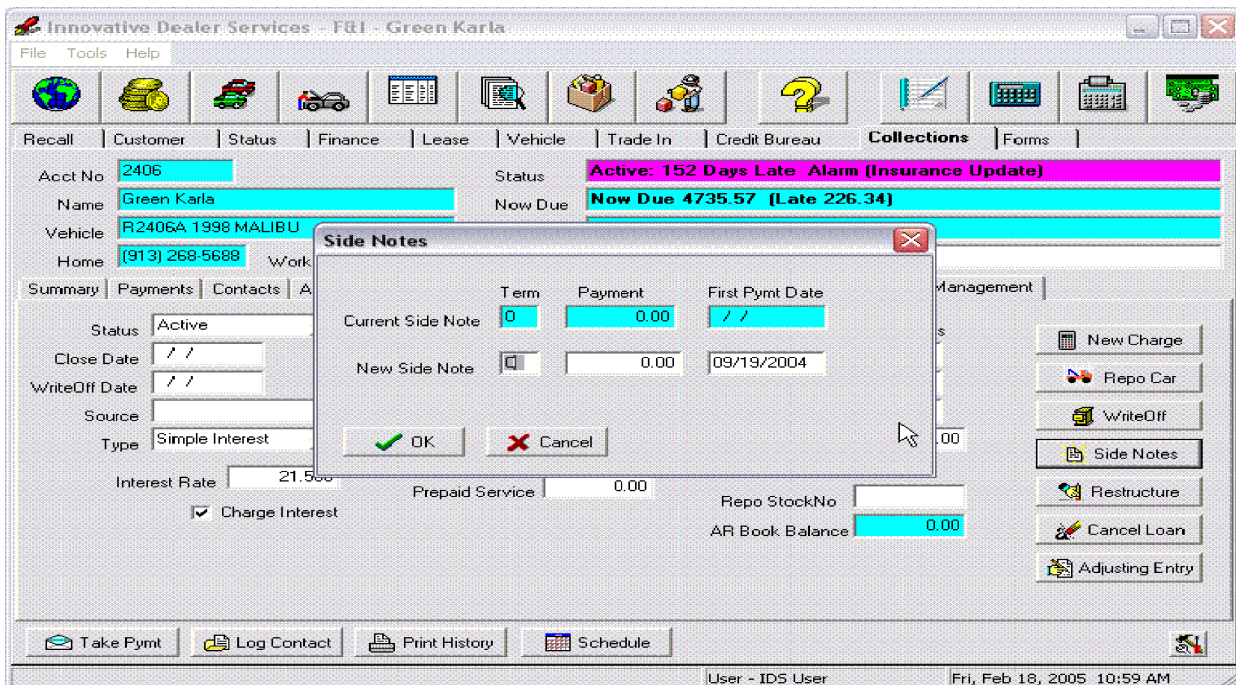 Innovative Dealer Services - F&I - Green Karla
File Tools Help
Recall Customer Status Finance Lease Vehicle Trade In Credit Bureau Collections Forms
Acct No 2406 Status Active: 152 Days Late Alarm (Insurance Update)
Name Green Karla Now Due Now Due 4735.57 (Late 226.34)
Vehicle R2406A 1998 MALIBU
Home (913) 268-5688 Work
Summary Payments Contacts A Management
Side Notes
Term Payment First Pymt Date
Current Side Note 0 0.00 / /
New Side Note 0.00 09/19/2004
OK Cancel
Status Active
Close Date / /
WriteOff Date / /
Source
Type Simple Interest .00
Interest Rate Prepaid Service 0.00 Repo StockNo
Charge Interest AR Book Balance 0.00
New Charge
Repo Car
WriteOff
Side Notes
Restructure
Cancel Loan
Adjusting Entry
Take Pymt Log Contact Print History Schedule
User - IDS User Fri, Feb 18, 2005 10:59 AM